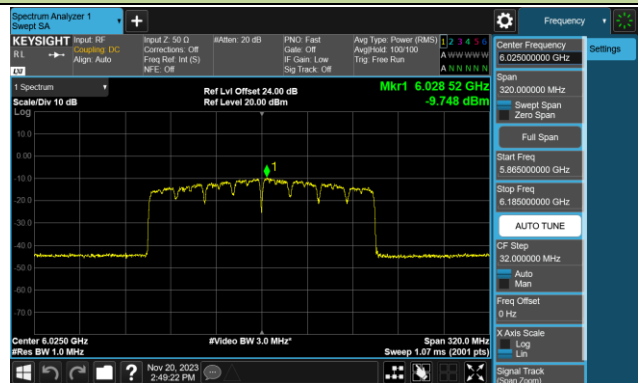 Spectrum Analyzer 1
Swept SA
Frequency
KEYSIGHT
RL
LXI
Input: RF
Coupling: DC
Align: Auto
Input Z: 50 Ω
Corrections: Off
Freq Ref: Int (S)
NFE: Off
#Atten: 20 dB
PNO: Fast
Gate: Off
IF Gain: Low
Sig Track: Off
Avg Type: Power (RMS)
Avg|Hold: 100/100
Trig: Free Run
1 2 3 4 5 6
A W W W W W
A N N N N N
1 Spectrum
Scale/Div 10 dB
Log
Ref Lvl Offset 24.00 dB
Ref Level 20.00 dBm
Mkr1 6.028 52 GHz
-9.748 dBm
10.0
0.00
-10.0
-20.0
-30.0
-40.0
-50.0
-60.0
-70.0
1
Center 6.0250 GHz
#Res BW 1.0 MHz
#Video BW 3.0 MHz*
Span 320.0 MHz
Sweep 1.07 ms (2001 pts)
Nov 20, 2023
2:49:22 PM
?
Center Frequency
6.025000000 GHz
Settings
Span
320.000000 MHz
Swept Span
Zero Span
Full Span
Start Freq
5.865000000 GHz
Stop Freq
6.185000000 GHz
AUTO TUNE
CF Step
32.000000 MHz
Auto
Man
Freq Offset
0 Hz
X Axis Scale
Log
Lin
Signal Track
(Span Zoom)